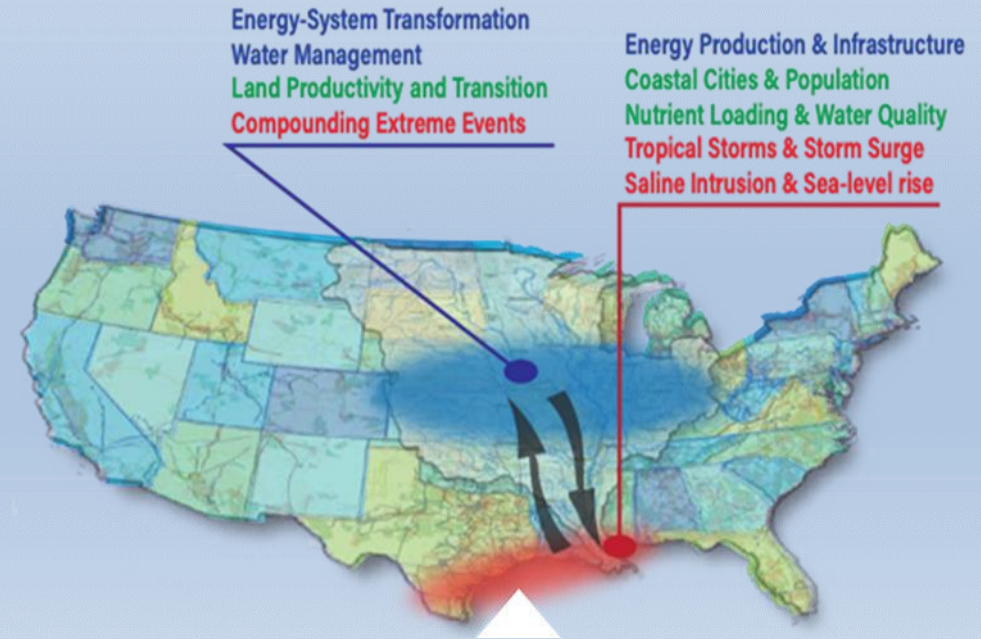 Energy-System Transformation
Water Management
Land Productivity and Transition
Compounding Extreme Events
Energy Production & Infrastructure
Coastal Cities & Population
Nutrient Loading & Water Quality
Tropical Storms & Storm Surge
Saline Intrusion & Sea-level rise